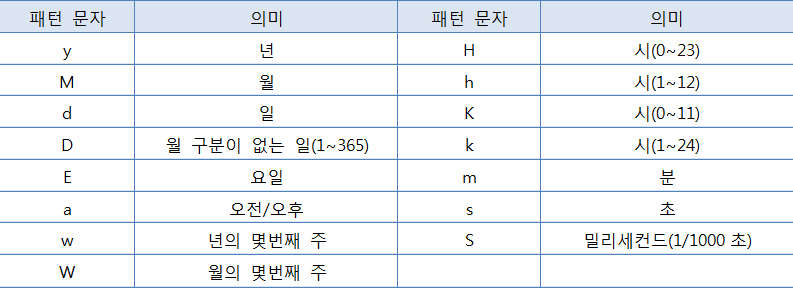 패턴 문자 의미 패턴 문자 의미
y 년 H 시(0~23)
M 월 h 시(1~12)
d 일 K 시(0~11)
D 월 구분이 없는 일(1~365) k 시(1~24)
E 요일 m 분
a 오전/오후 s 초
w 년의 몇번째 주 S 밀리세컨드(1/1000 초)
W 월의 몇번째 주